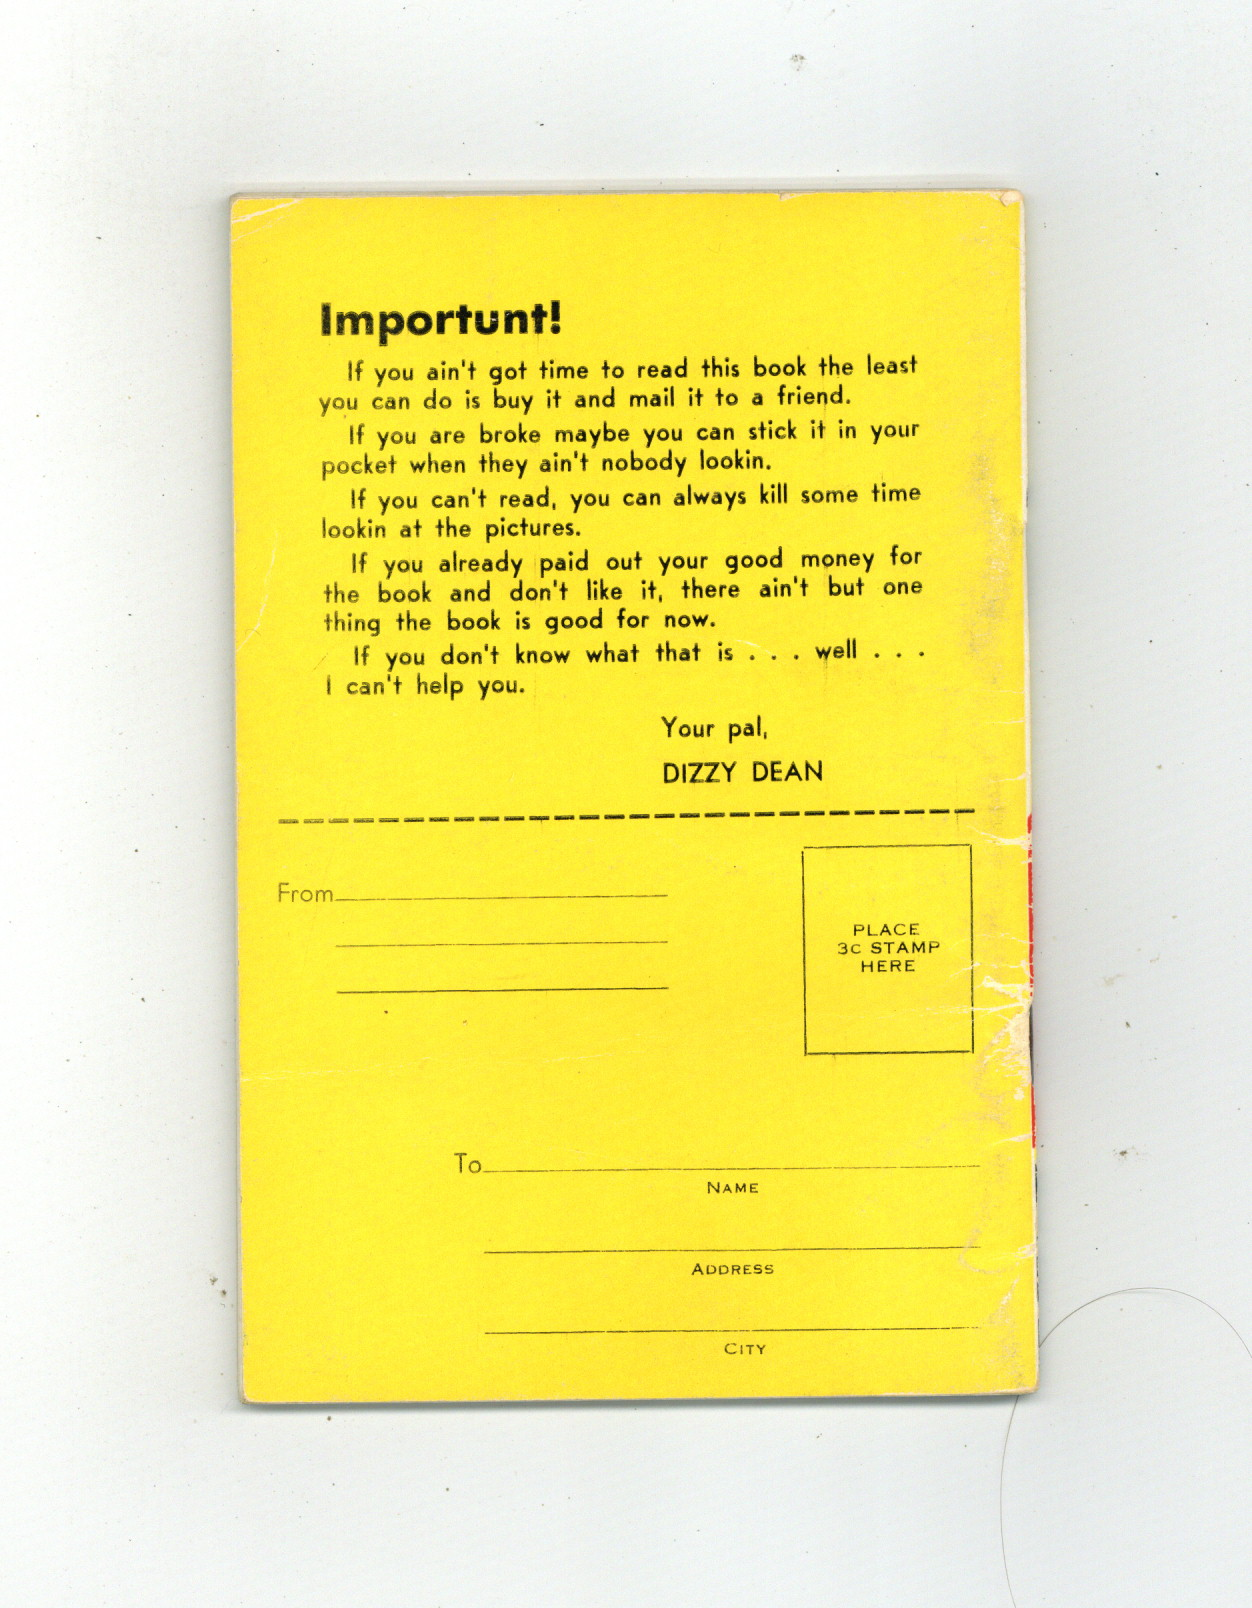 Importunt!
If you ain't got time to read this book the least
you can do is buy it and mail it to a friend.
If you are broke maybe you can stick it in your
pocket when they ain't nobody lookin.
If you can't read, you can always kill some time
lookin at the pictures.
If you already paid out your good money for
the book and don't like it, there ain't but one
thing the book is good for now.
If you don't know what that is . . . well . . .
I can't help you.
Your pal,
DIZZY DEAN
From
PLACE
3c STAMP
HERE
To
NAME
ADDRESS
CITY